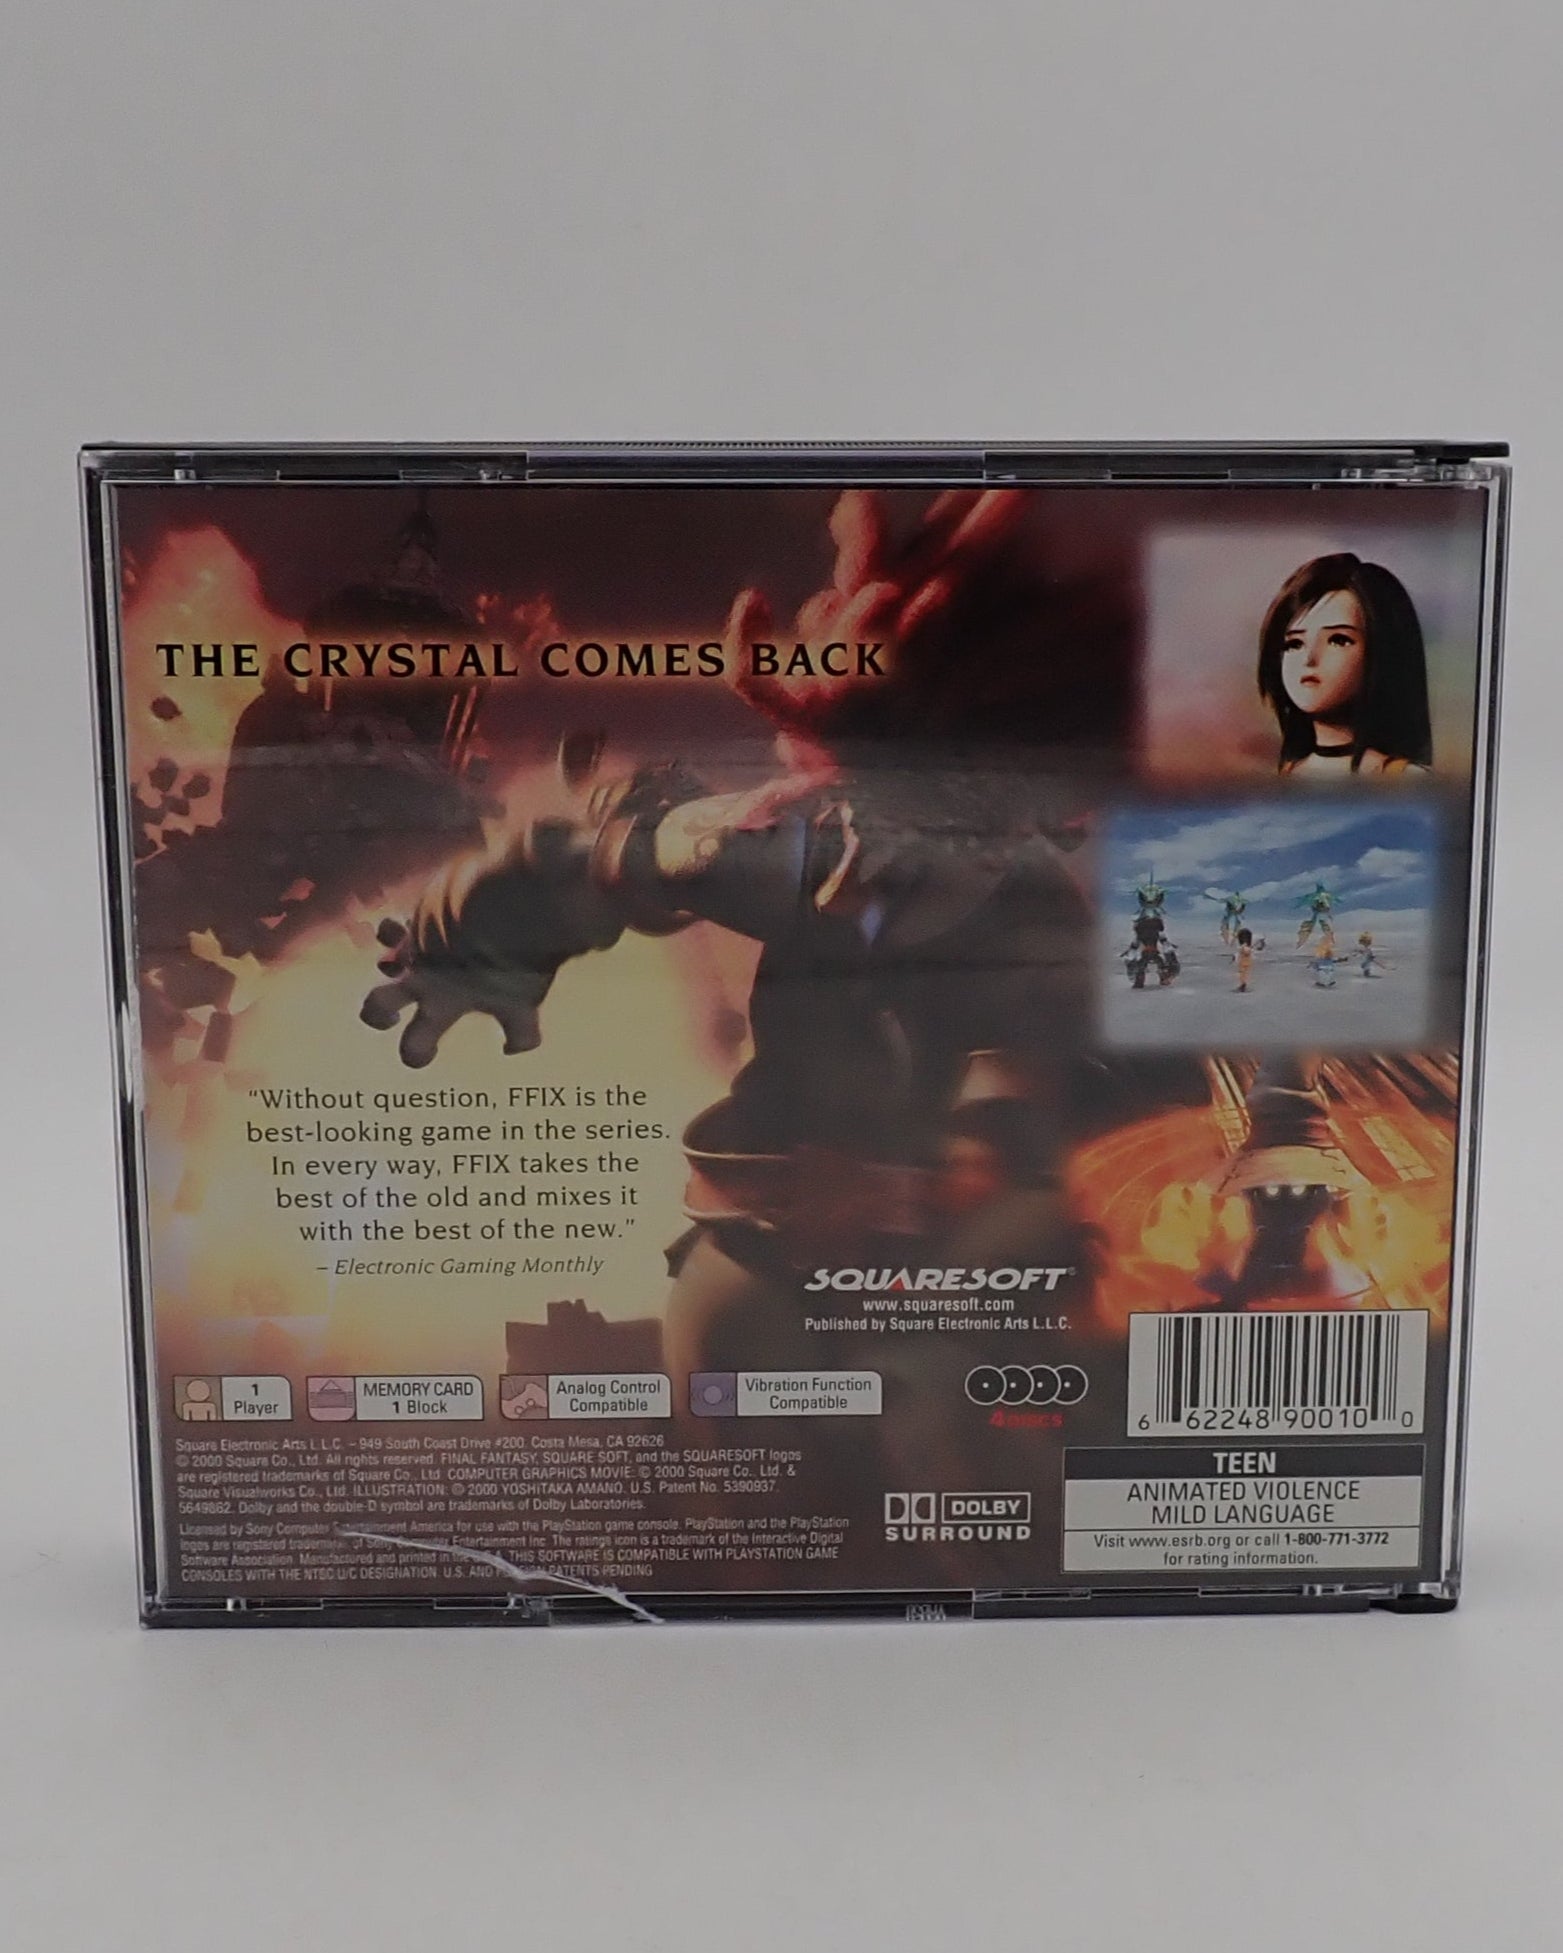 THE CRYSTAL COMES BACK
“Without question, FFIX is the
best-looking game in the series.
In every way, FFIX takes the
best of the old and mixes it
with the best of the new.”
– Electronic Gaming Monthly
SQUARESOFT®
www.squaresoft.com
Published by Square Electronic Arts L.L.C.
1
Player
MEMORY CARD
1 Block
Analog Control
Compatible
Vibration Function
Compatible
4 DISCS
6 62248 90010 0
Square Electronic Arts L.L.C. – 949 South Coast Drive #200. Costa Mesa, CA 92626
© 2000 Square Co., Ltd. All rights reserved. FINAL FANTASY, SQUARE SOFT, and the SQUARESOFT logos
are registered trademarks of Square Co., Ltd. COMPUTER GRAPHICS MOVIE: © 2000 Square Co., Ltd. &
Square Visualworks Co., Ltd. ILLUSTRATION: © 2000 YOSHITAKA AMANO. U.S. Patent No. 5390937,
5649862. Dolby and the double-D symbol are trademarks of Dolby Laboratories.
Licensed by Sony Computer Entertainment America for use with the PlayStation game console. PlayStation and the PlayStation
logos are registered trademarks of Sony Computer Entertainment Inc. The ratings icon is a trademark of the Interactive Digital
Software Association. Manufactured and printed in the U.S.A. THIS SOFTWARE IS COMPATIBLE WITH PLAYSTATION GAME
CONSOLES WITH THE NTSC U/C DESIGNATION. U.S. AND FOREIGN PATENTS PENDING
DOLBY
SURROUND
TEEN
ANIMATED VIOLENCE
MILD LANGUAGE
Visit www.esrb.org or call 1-800-771-3772
for rating information.